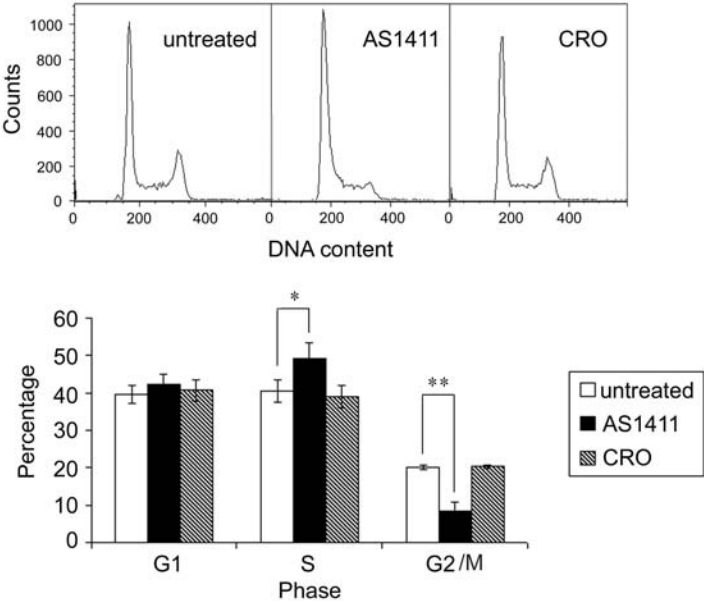 Counts
1000
800
600
400
200
0
untreated
AS1411
CRO
0 200 400 0 200 400 0 200 400
DNA content
Percentage
60
50
40
30
20
10
0
*
**
G1 S G2/M
Phase
untreated
AS1411
CRO